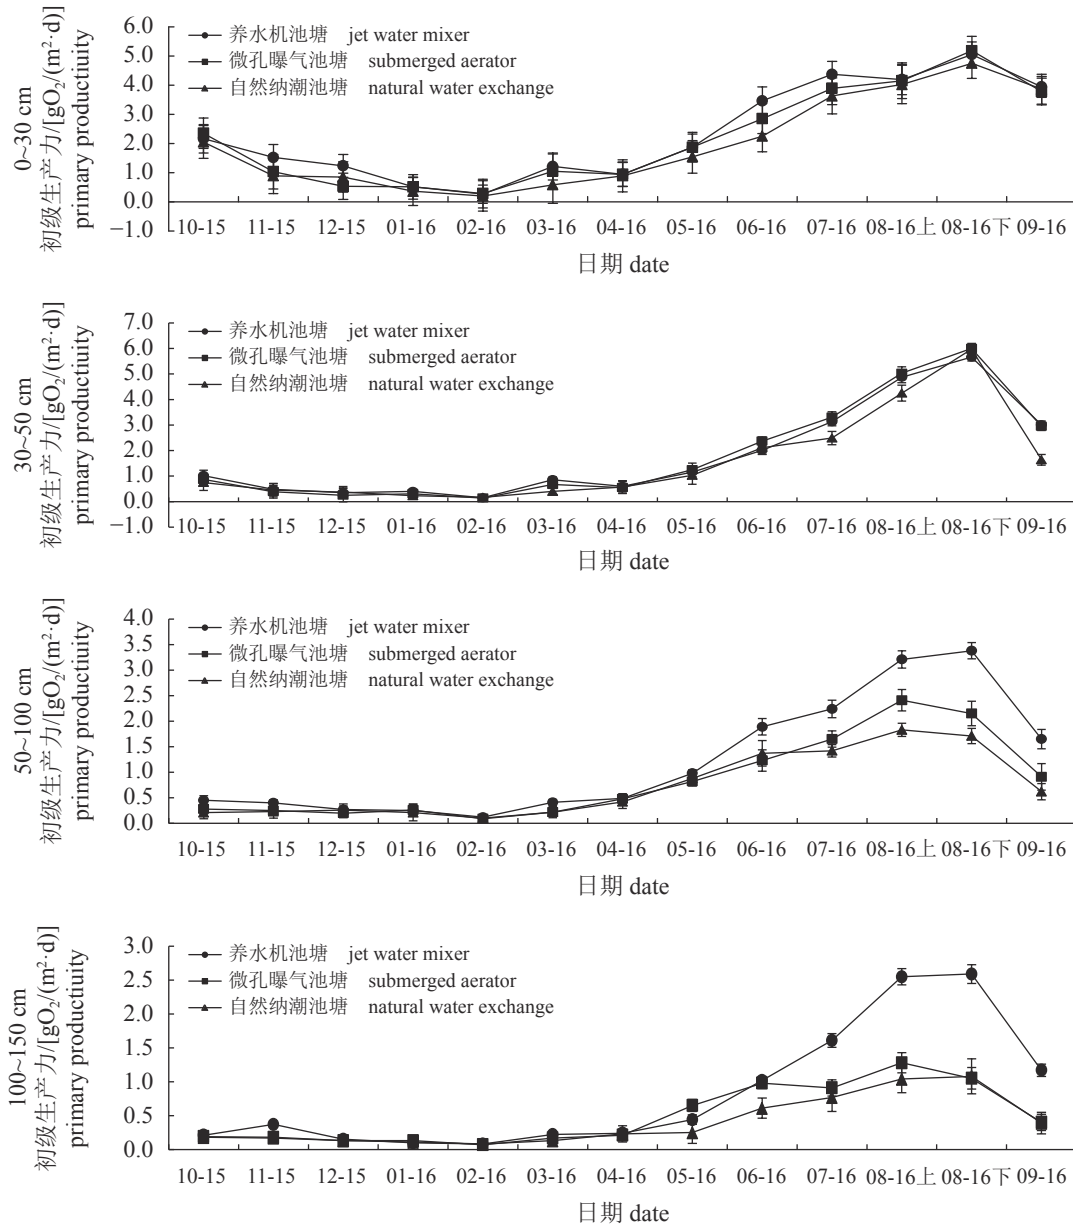 0~30 cm
初级生产力/[gO₂/(m²·d)]
primary productiuity
6.0
5.0
4.0
3.0
2.0
1.0
0.0
−1.0
养水机池塘 jet water mixer
微孔曝气池塘 submerged aerator
自然纳潮池塘 natural water exchange
10-15 11-15 12-15 01-16 02-16 03-16 04-16 05-16 06-16 07-16 08-16上 08-16下 09-16
日期 date
30~50 cm
初级生产力/[gO₂/(m²·d)]
primary productiuity
7.0
6.0
5.0
4.0
3.0
2.0
1.0
0.0
−1.0
养水机池塘 jet water mixer
微孔曝气池塘 submerged aerator
自然纳潮池塘 natural water exchange
10-15 11-15 12-15 01-16 02-16 03-16 04-16 05-16 06-16 07-16 08-16上 08-16下 09-16
日期 date
50~100 cm
初级生产力/[gO₂/(m²·d)]
primary productiuity
4.0
3.5
3.0
2.5
2.0
1.5
1.0
0.5
0.0
养水机池塘 jet water mixer
微孔曝气池塘 submerged aerator
自然纳潮池塘 natural water exchange
10-15 11-15 12-15 01-16 02-16 03-16 04-16 05-16 06-16 07-16 08-16上 08-16下 09-16
日期 date
100~150 cm
初级生产力/[gO₂/(m²·d)]
primary productiuity
3.0
2.5
2.0
1.5
1.0
0.5
0.0
养水机池塘 jet water mixer
微孔曝气池塘 submerged aerator
自然纳潮池塘 natural water exchange
10-15 11-15 12-15 01-16 02-16 03-16 04-16 05-16 06-16 07-16 08-16上 08-16下 09-16
日期 date